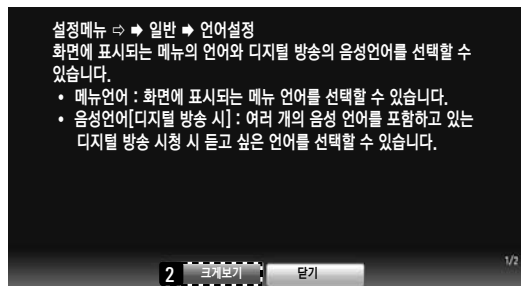 설정메뉴 ⇨ ➡ 일반 ➡ 언어설정
화면에 표시되는 메뉴의 언어와 디지털 방송의 음성언어를 선택할 수
있습니다.
• 메뉴언어 : 화면에 표시되는 메뉴 언어를 선택할 수 있습니다.
• 음성언어[디지털 방송 시] : 여러 개의 음성 언어를 포함하고 있는
디지털 방송 시청 시 듣고 싶은 언어를 선택할 수 있습니다.
1/2
2 크게보기 닫기